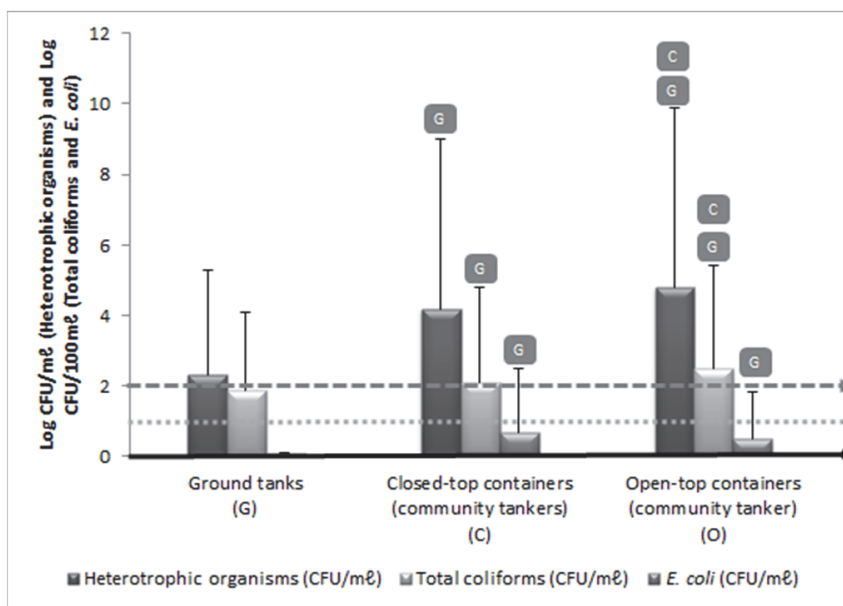 Log CFU/mℓ (Heterotrophic organisms) and Log
CFU/100mℓ (Total coliforms and E. coli)
12
10
8
6
4
2
0
G
G
G
C
G
C
G
G
Ground tanks
(G)
Closed-top containers
(community tankers)
(C)
Open-top containers
(community tanker)
(O)
Heterotrophic organisms (CFU/mℓ)
Total coliforms (CFU/mℓ)
E. coli (CFU/mℓ)